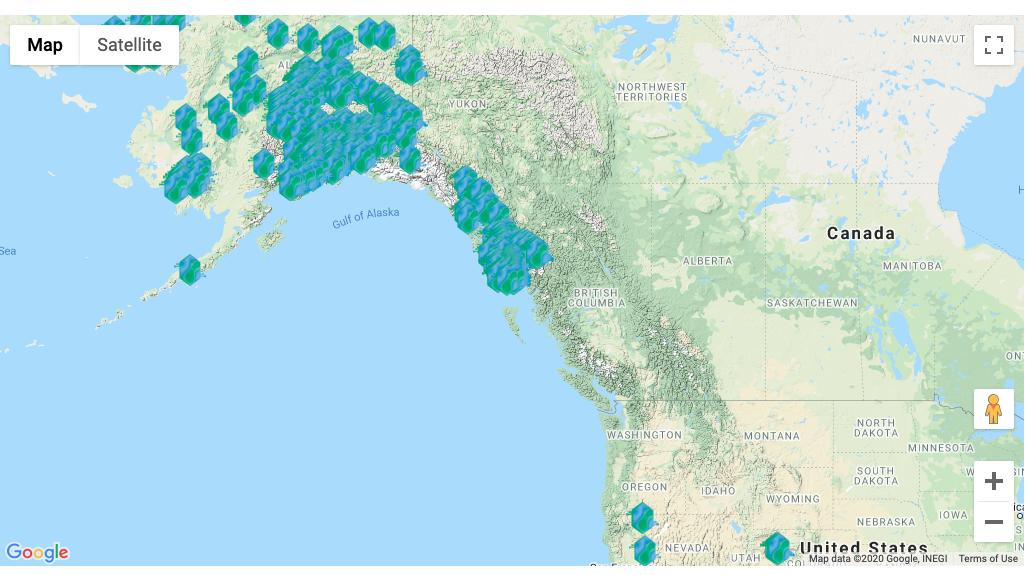 Map
Satellite
NUNAVUT
NORTHWEST
TERRITORIES
YUKON
Gulf of Alaska
Sea
Canada
ALBERTA
MANITOBA
BRITISH
COLUMBIA
SASKATCHEWAN
WASHINGTON
MONTANA
NORTH
DAKOTA
MINNESOTA
OREGON
IDAHO
SOUTH
DAKOTA
WYOMING
IOWA
NEBRASKA
NEVADA
UTAH
United States
Google
Map data ©2020 Google, INEGI
Terms of Use